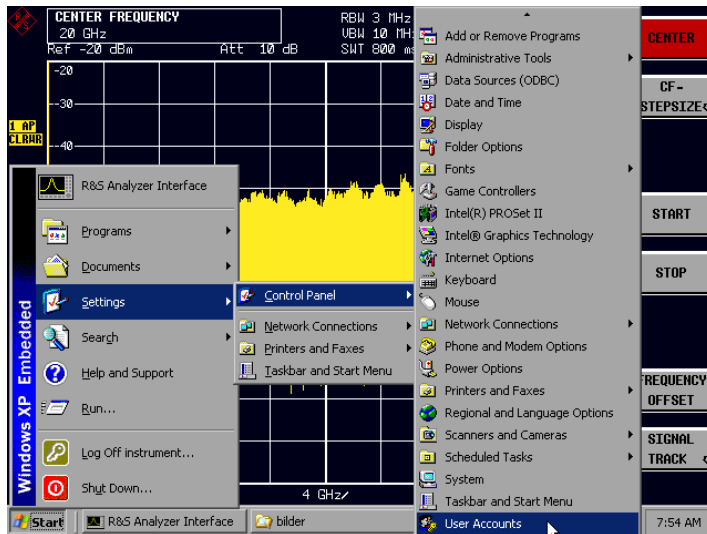 CENTER FREQUENCY
20 GHz
RBW 3 MHz
VBW 10 MH
Ref -20 dBm
Att 10 dB
SWT 800 ms
-20
-30
-40
1 AP
CLRWR
4 GHz/
CENTER
CF-
STEPSIZE
START
STOP
FREQUENCY
OFFSET
SIGNAL
TRACK
Windows XP Embedded
R&S Analyzer Interface
Programs
Documents
Settings
Search
Help and Support
Run...
Log Off instrument...
Shut Down...
Control Panel
Network Connections
Printers and Faxes
Taskbar and Start Menu
Add or Remove Programs
Administrative Tools
Data Sources (ODBC)
Date and Time
Display
Folder Options
Fonts
Game Controllers
Intel(R) PROSet II
Intel® Graphics Technology
Internet Options
Keyboard
Mouse
Network Connections
Phone and Modem Options
Power Options
Printers and Faxes
Regional and Language Options
Scanners and Cameras
Scheduled Tasks
System
Taskbar and Start Menu
User Accounts
Start
R&S Analyzer Interface
bilder
7:54 AM